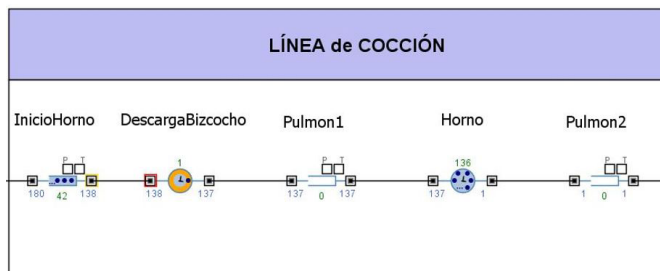 LÍNEA de COCCIÓN
InicioHorno DescargaBizcocho Pulmon1 Horno Pulmon2
P T 1 P T 136 P T
180 42 138 138 137 137 0 137 137 1 1 0 1